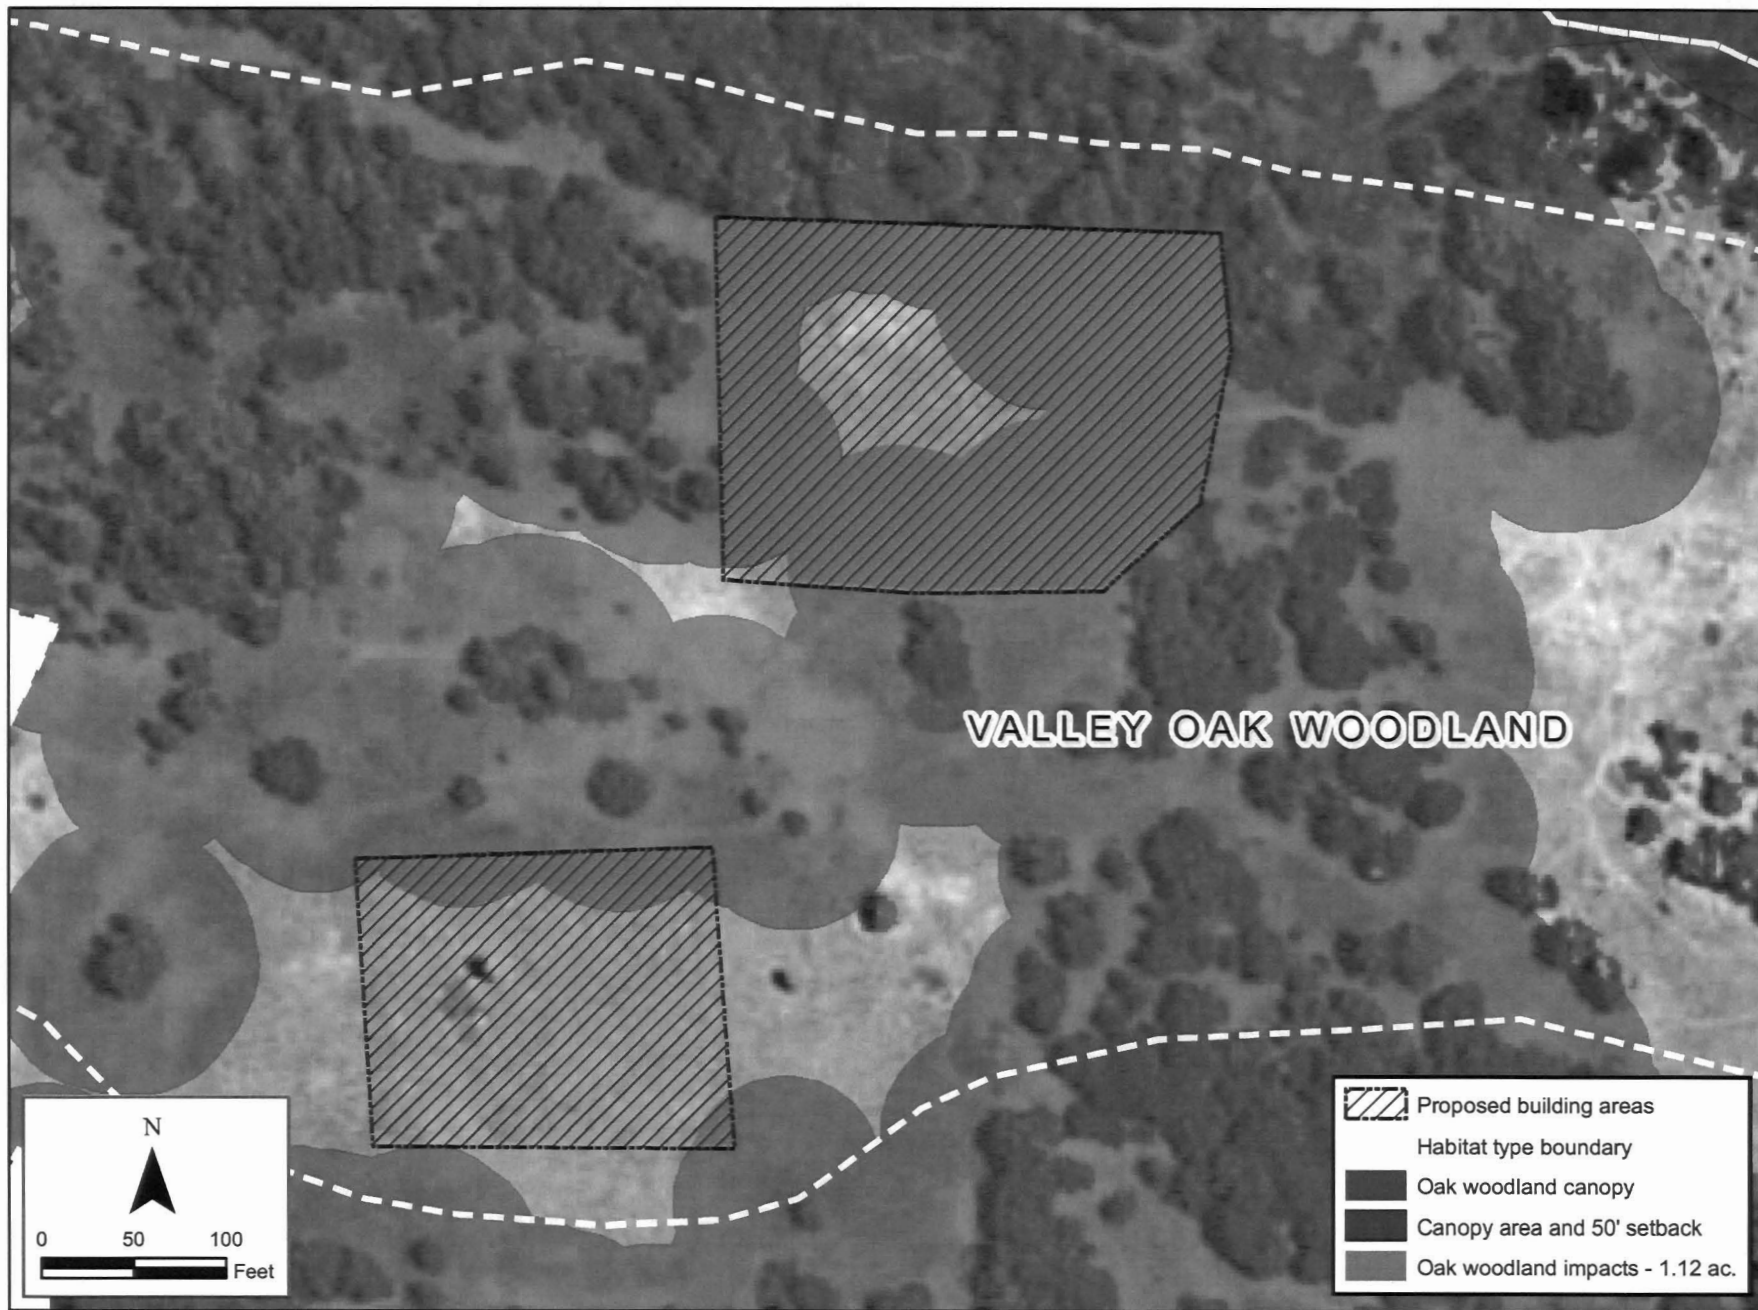 VALLEY OAK WOODLAND
N
0 50 100
Feet
Proposed building areas
Habitat type boundary
Oak woodland canopy
Canopy area and 50' setback
Oak woodland impacts - 1.12 ac.